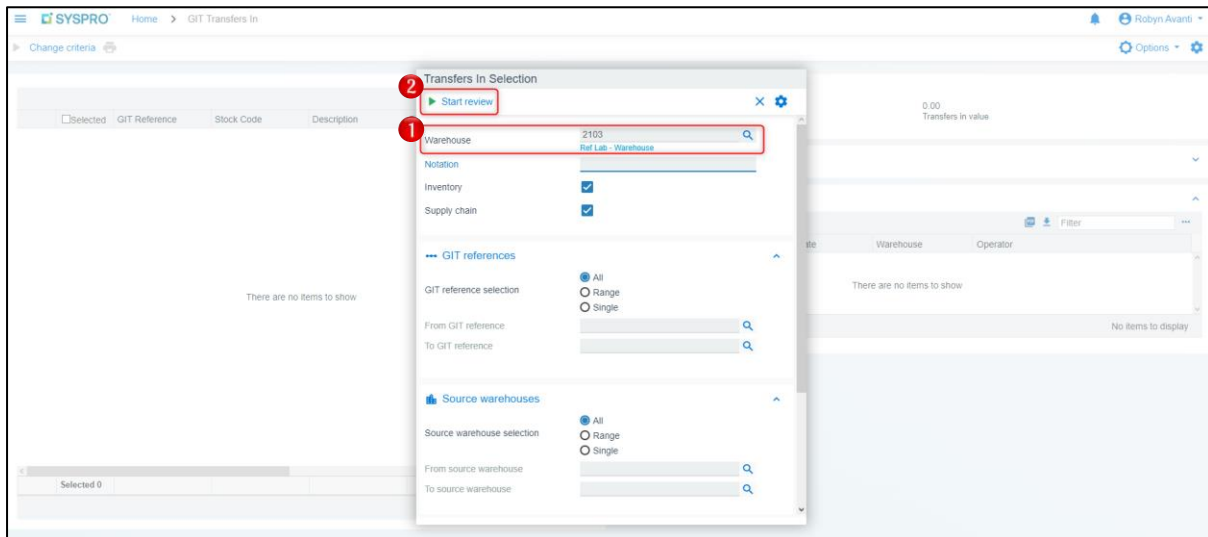 SYSPRO Home > GIT Transfers In Robyn Avanti
Change criteria Options
Transfers In Selection
2
Start review
0.00
Transfers in value
Selected GIT Reference Stock Code Description
1
Warehouse 2103
Ref Lab - Warehouse
Notation
Inventory
Supply chain
Filter
Warehouse Operator
GIT references
All
GIT reference selection Range
Single
There are no items to show
There are no items to show
From GIT reference
No items to display
To GIT reference
Source warehouses
All
Source warehouse selection Range
Single
From source warehouse
Selected 0
To source warehouse